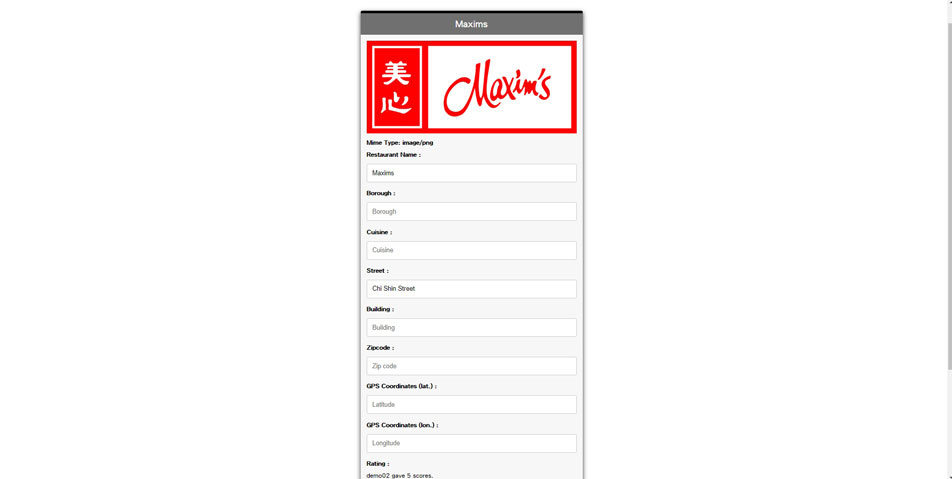 Maxims
美心
Maxim's
Mime Type: image/png
Restaurant Name :
Maxims
Borough :
Borough
Cuisine :
Cuisine
Street :
Chi Shin Street
Building :
Building
Zipcode :
Zip code
GPS Coordinates (lat.) :
Latitude
GPS Coordinates (lon.) :
Longitude
Rating :
demo02 gave 5 scores.